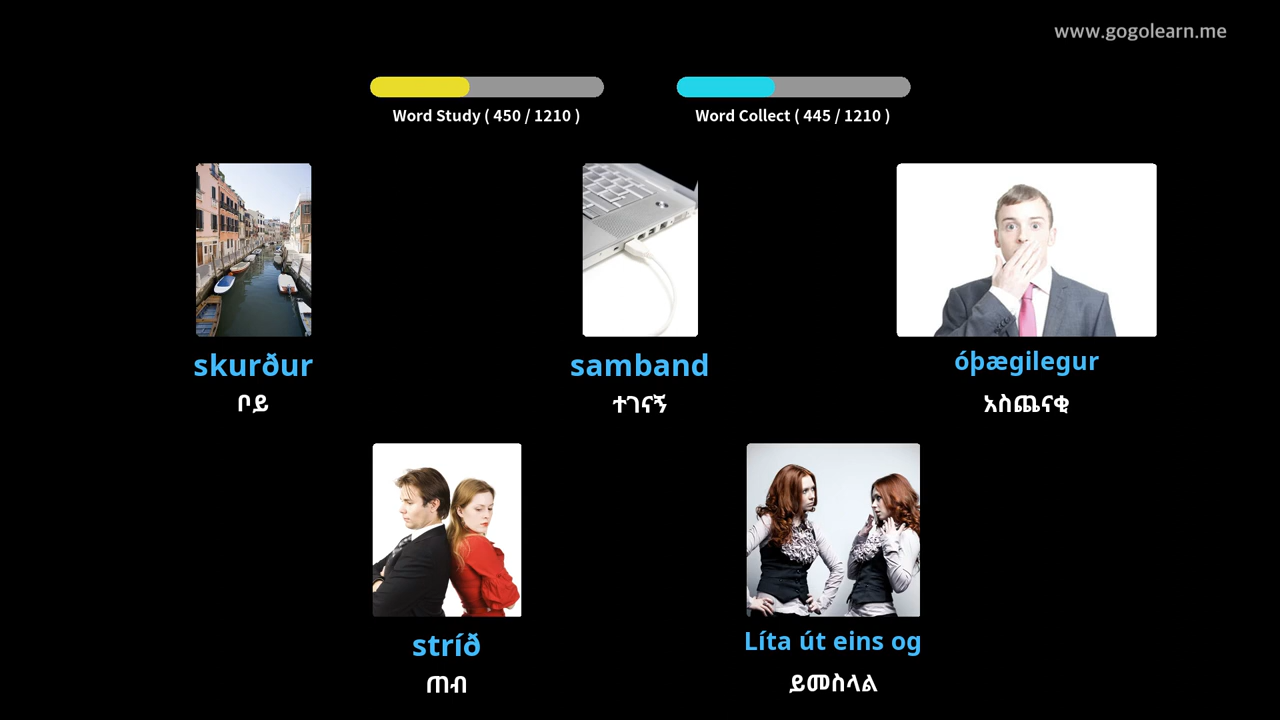 www.gogolearn.me
Word Study ( 450 / 1210 )
Word Collect ( 445 / 1210 )
skurður
ቦይ
samband
ተገናኝ
óþægilegur
አስጨናቂ
stríð
ጠብ
Líta út eins og
ይመስላል